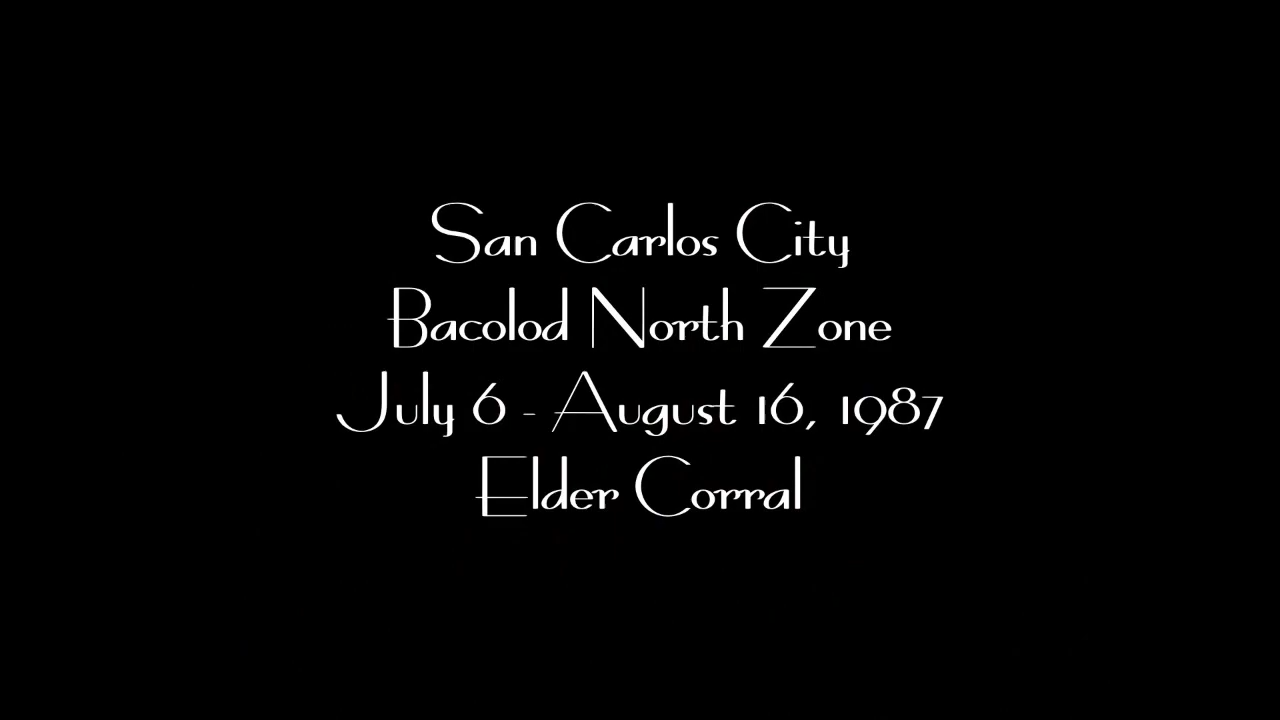 San Carlos City
Bacolod North Zone
July 6 - August 16, 1987
Elder Corral